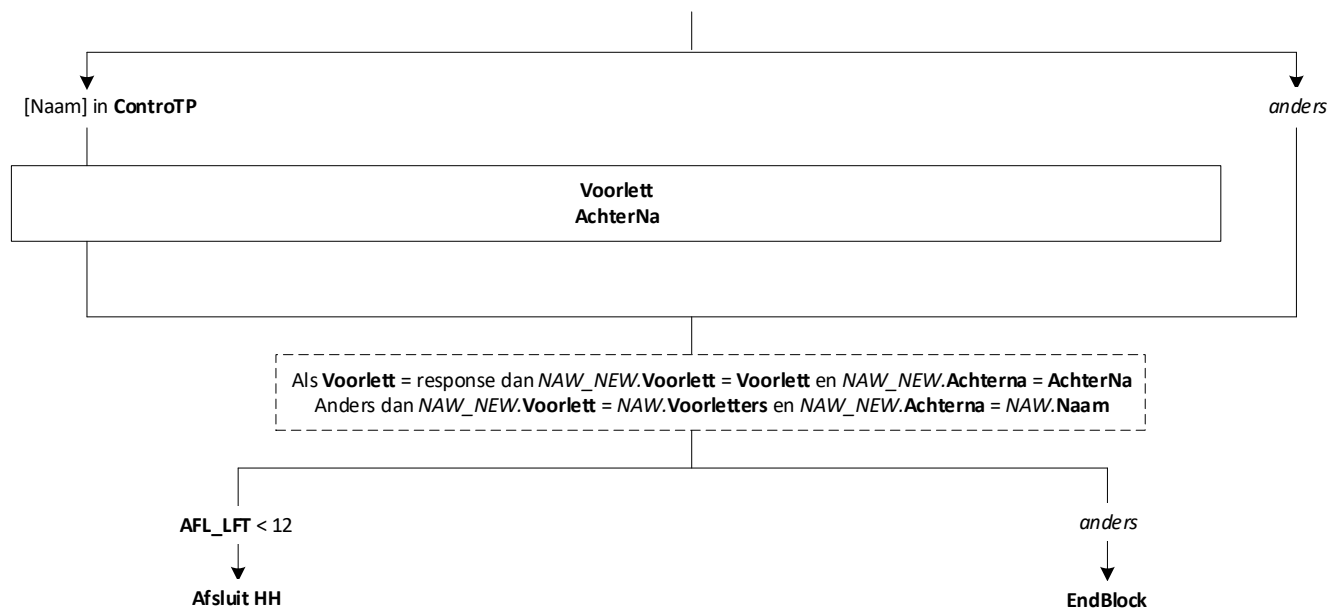 [Naam] in ControTP
anders
Voorlett
AchterNa
Als Voorlett = response dan NAW_NEW.Voorlett = Voorlett en NAW_NEW.Achterna = AchterNa
Anders dan NAW_NEW.Voorlett = NAW.Voorletters en NAW_NEW.Achterna = NAW.Naam
AFL_LFT < 12
anders
Afsluit HH
EndBlock